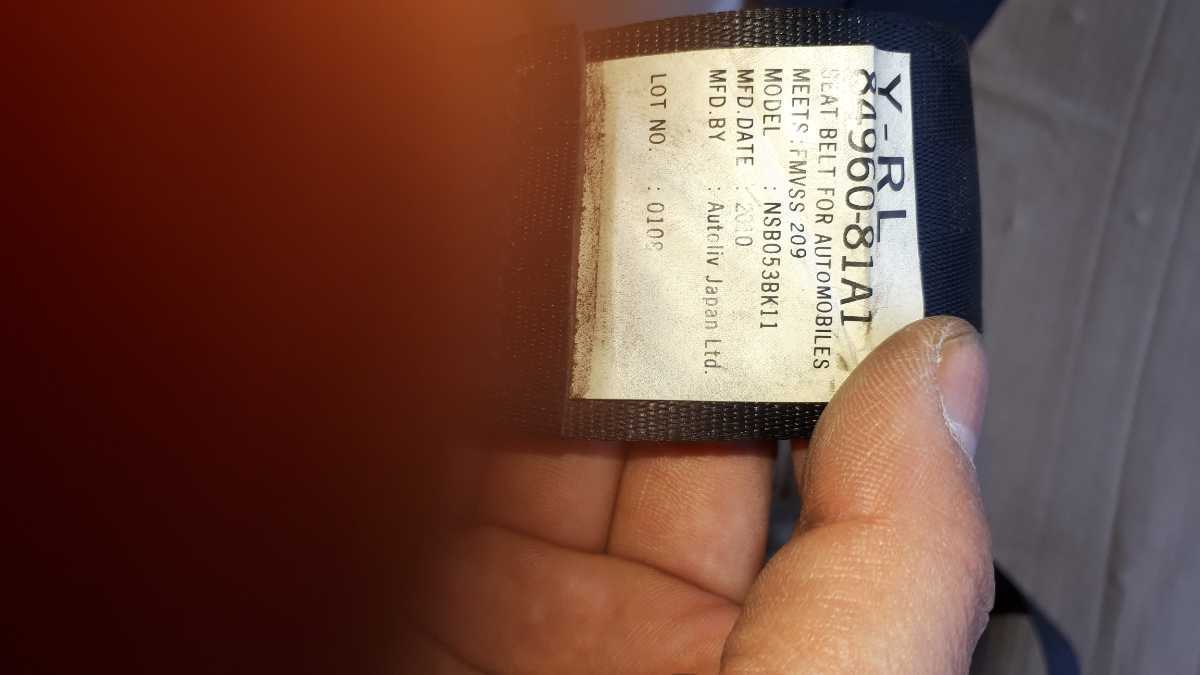 Y-RL
84960-81A1
SEAT BELT FOR AUTOMOBILES
MEETS:FMVSS 209
MODEL : NSB053BK11
MFD.DATE : 2010
MFD.BY : Autoliv Japan Ltd.
LOT NO. : 0108